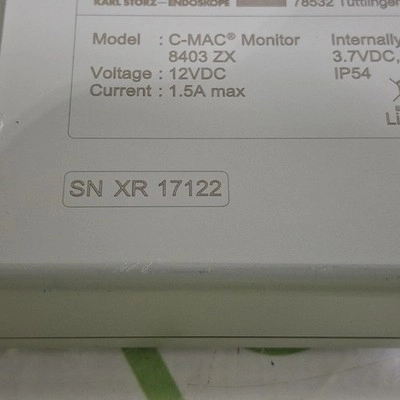 KARL STORZ—ENDOSKOPE
78532 Tuttlingen
Model : C-MAC® Monitor
8403 ZX
Voltage : 12VDC
Current : 1.5A max
Internally
3.7VDC,
IP54
Li
SN XR 17122